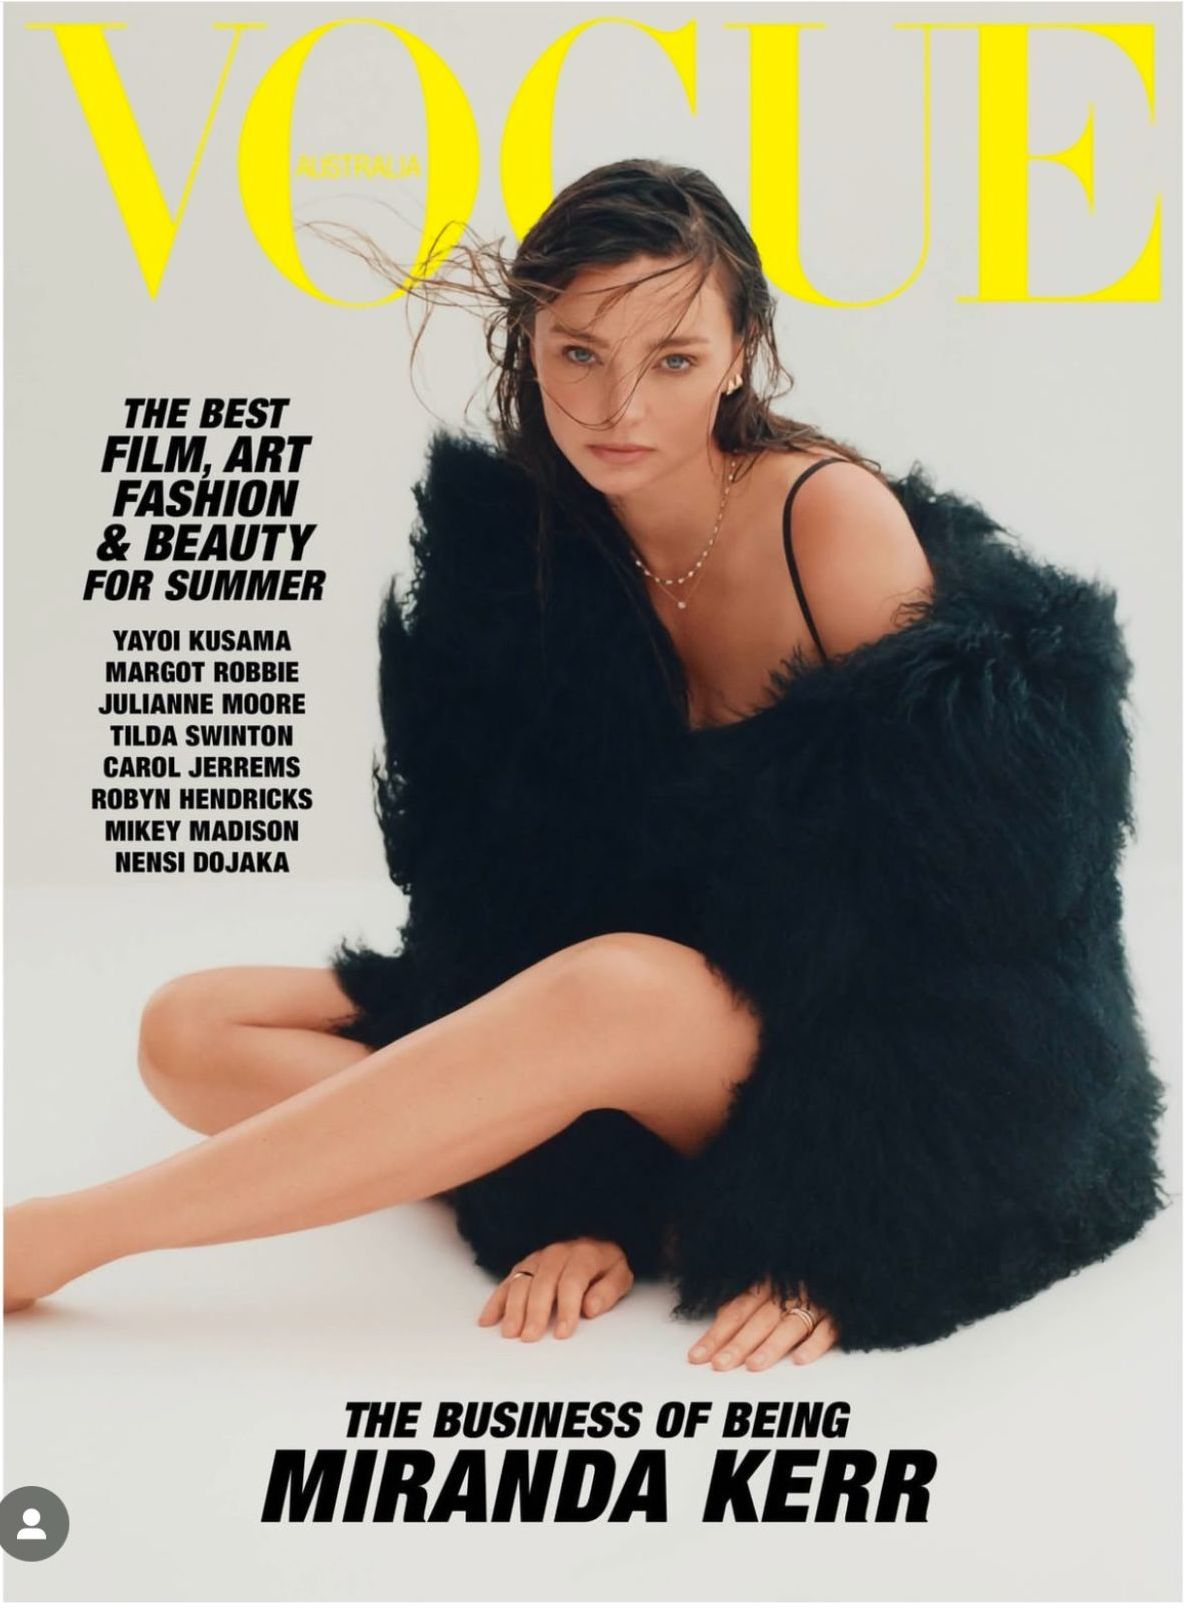 VOGUE
AUSTRALIA
THE BEST
FILM, ART
FASHION
& BEAUTY
FOR SUMMER
YAYOI KUSAMA
MARGOT ROBBIE
JULIANNE MOORE
TILDA SWINTON
CAROL JERREMS
ROBYN HENDRICKS
MIKEY MADISON
NENSI DOJAKA
THE BUSINESS OF BEING
MIRANDA KERR